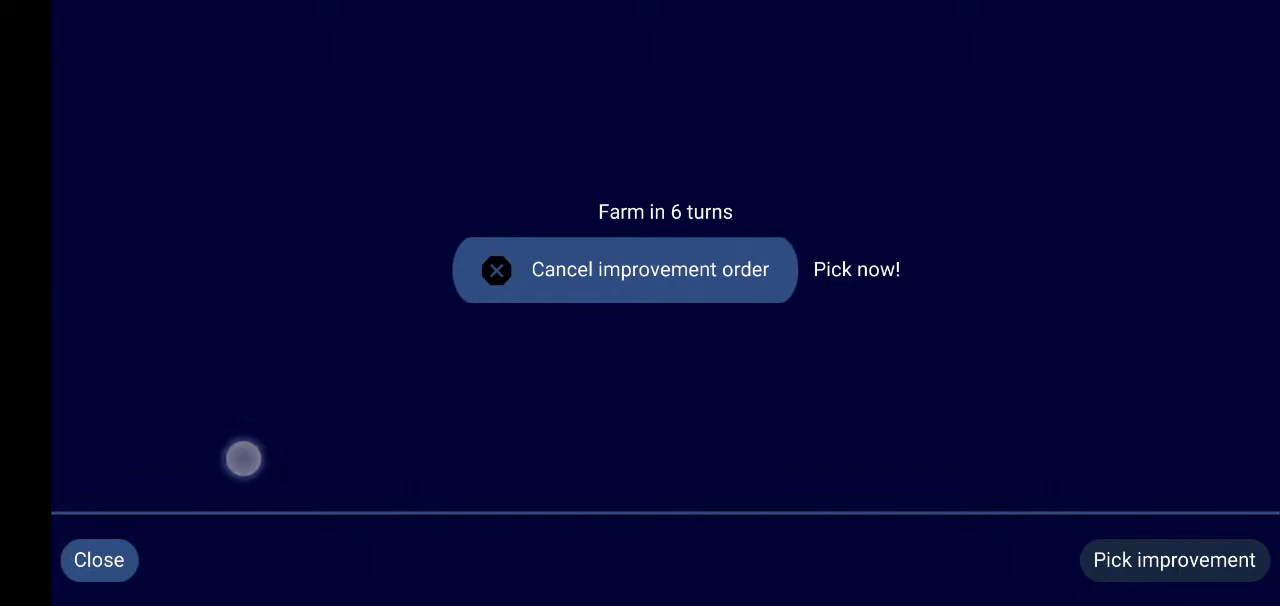 Farm in 6 turns
Cancel improvement order Pick now!
Close Pick improvement